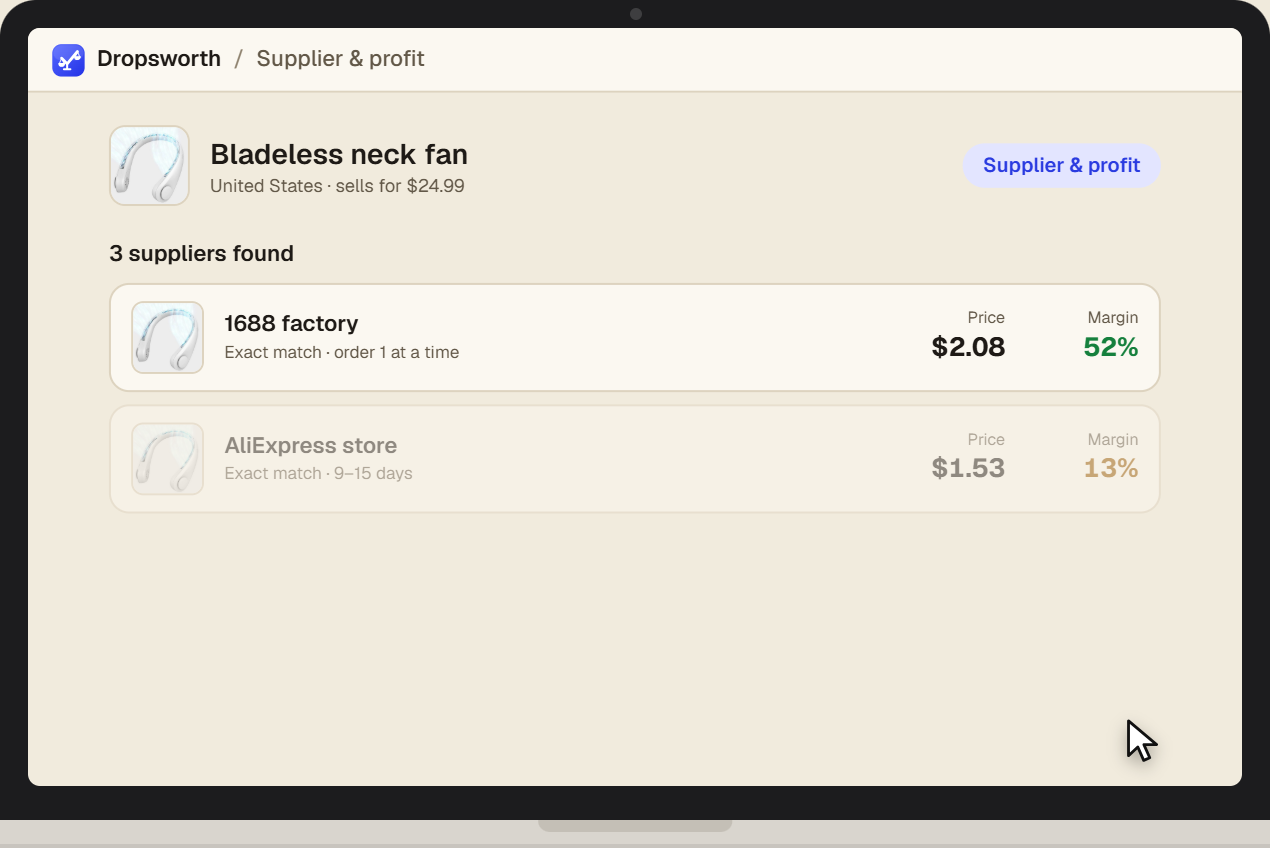 Dropsworth / Supplier & profit
Bladeless neck fan
United States · sells for $24.99
Supplier & profit
3 suppliers found
1688 factory
Exact match · order 1 at a time
Price
$2.08
Margin
52%
AliExpress store
Exact match · 9–15 days
Price
$1.53
Margin
13%